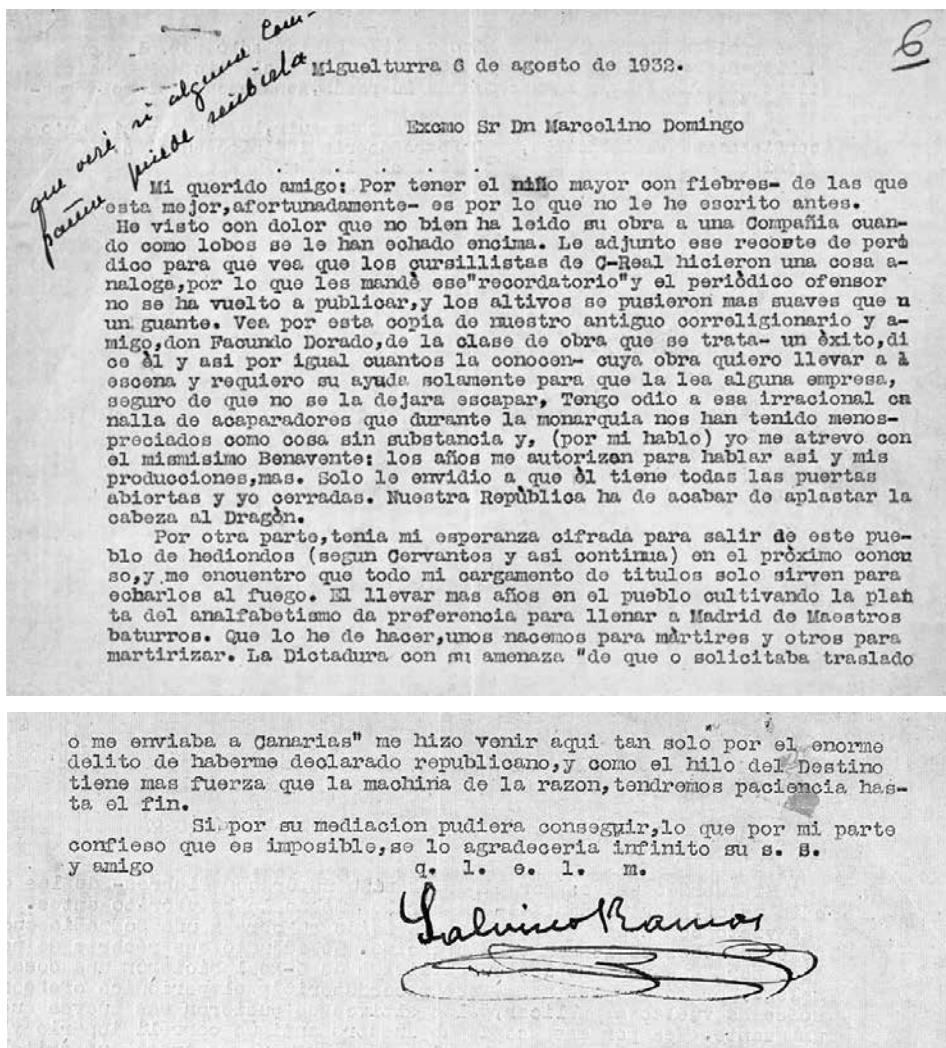 6
que veré si alguna Com-
pañia puede
Miguelturra 6 de agosto de 1932.
Excmo Sr Dn Marcelino Domingo
Mi querido amigo: Por tener el niño mayor con fiebres- de las que
esta mejor,afortunadamente- es por lo que no le he escrito antes.
He visto con dolor que no bien ha leido su obra a una Compañia cuan-
do como lobos se le han echado encima. Le adjunto ese recorte de però
dico para que vea que los cursillistas de C-Real hicieron una cosa a-
naloga,por lo que les mandè ese"recordatorio"y el periòdico ofensor
no se ha vuelto a publicar,y los altivos se pusieron mas suaves que n
un guante. Vea por esta copia de nuestro antiguo correligionario y a-
migo,don Facundo Dorado,de la clase de obra que se trata- un èxito,di
ce èl y asi por igual cuantos la conocen- cuya obra quiero llevar a à
escena y requiero su ayuda solamente para que la lea alguna empresa,
seguro de que no se la dejara escapar, Tengo odio a esa irracional ca
nalla de acaparadores que durante la monarquia nos han tenido menos-
preciados como cosa sin substancia y, (por mi hablo) yo me atrevo con
el mismisimo Benavente: los años me autorizan para hablar asi y mis
producciones,mas. Solo le envidio a que èl tiene todas las puertas
abiertas y yo cerradas. Nuestra Repùblica ha de acabar de aplastar la
cabeza al Dragòn.
Por otra parte,tenia mi esperanza cifrada para salir de este pue-
blo de hediondos (segun Cervantes y asi continua) en el pròximo concu
so,y me encuentro que todo mi cargamento de titulos solo sirven para
echarlos al fuego. El llevar mas años en el pueblo cultivando la plan
ta del analfabetismo da preferencia para llenar a Madrid de Maestros
baturros. Que lo he de hacer,unos nacemos para màrtires y otros para
martirizar. La Dictadura con su amenaza "de que o solicitaba traslado
o me enviaba a Canarias" me hizo venir aqui tan solo por el enorme
delito de haberme declarado republicano,y como el hilo del Destino
tiene mas fuerza que la machina de la razon,tendremos paciencia has-
ta el fin.
Si por su mediacion pudiera conseguir,lo que por mi parte
confieso que es imposible,se lo agradeceria infinito su s. s.
y amigo q. l. e. l. m.
Salvino Ramos